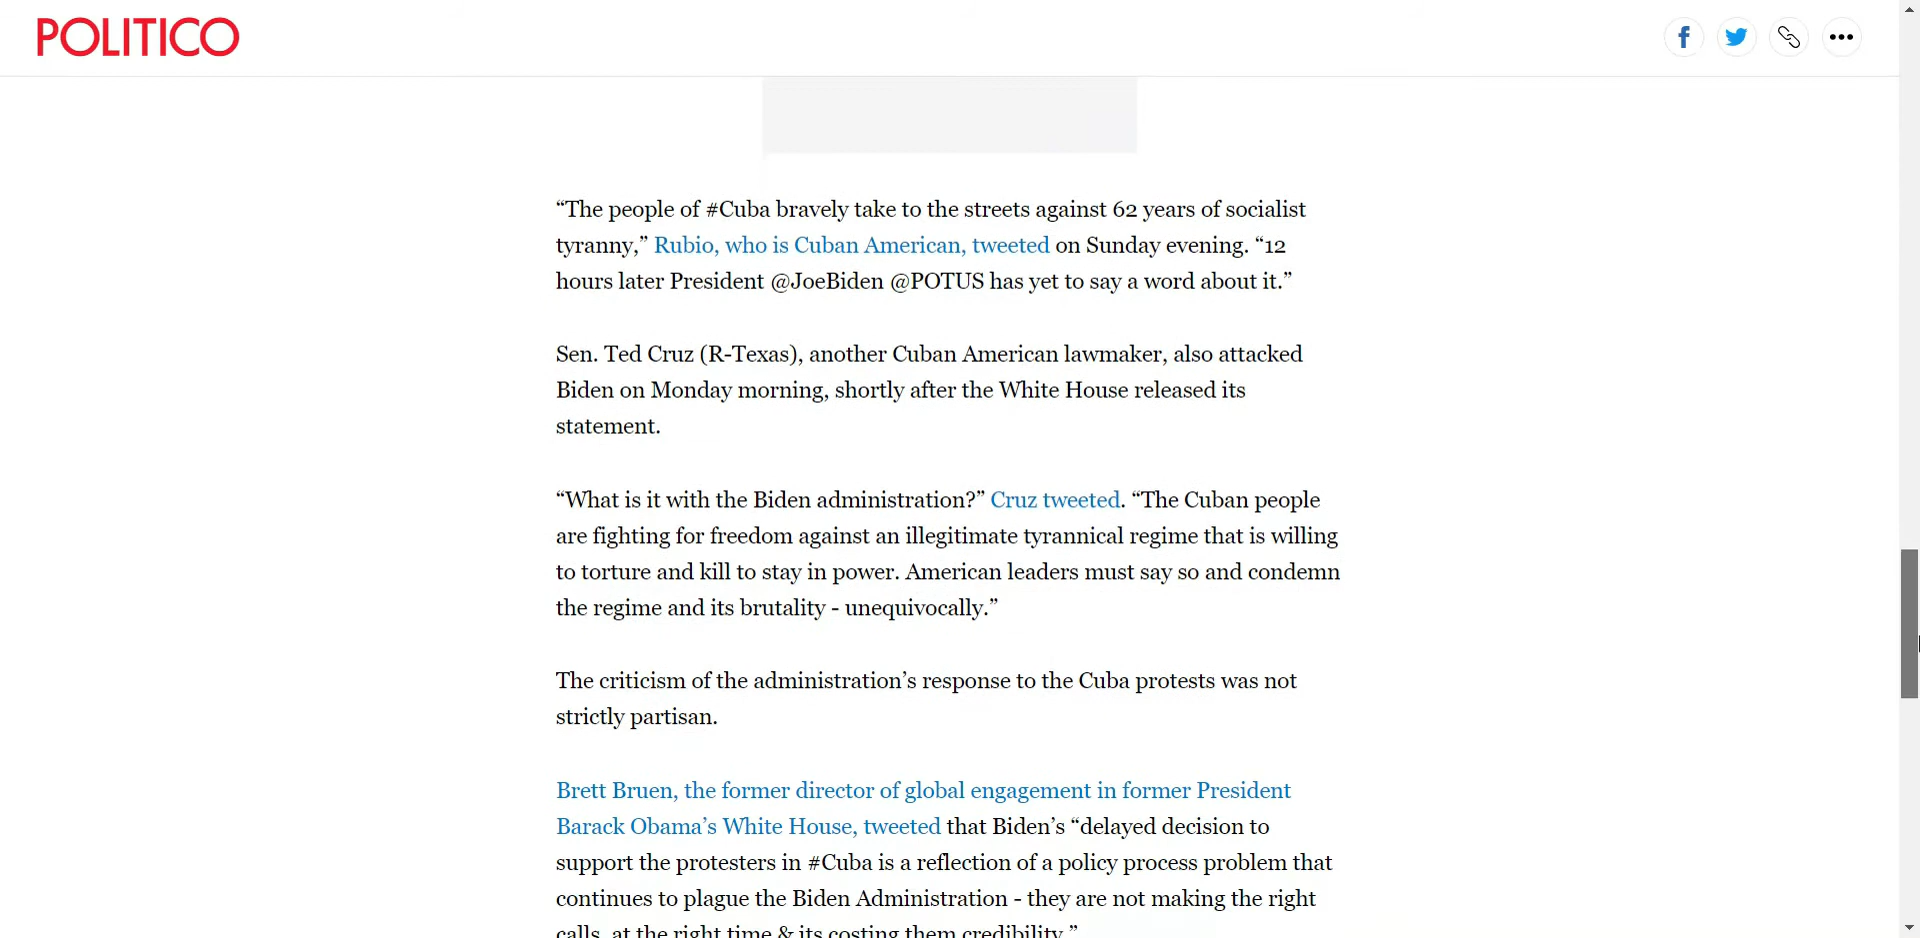 POLITICO
“The people of #Cuba bravely take to the streets against 62 years of socialist
tyranny,” Rubio, who is Cuban American, tweeted on Sunday evening. “12
hours later President @JoeBiden @POTUS has yet to say a word about it.”
Sen. Ted Cruz (R-Texas), another Cuban American lawmaker, also attacked
Biden on Monday morning, shortly after the White House released its
statement.
“What is it with the Biden administration?” Cruz tweeted. “The Cuban people
are fighting for freedom against an illegitimate tyrannical regime that is willing
to torture and kill to stay in power. American leaders must say so and condemn
the regime and its brutality - unequivocally.”
The criticism of the administration’s response to the Cuba protests was not
strictly partisan.
Brett Bruen, the former director of global engagement in former President
Barack Obama’s White House, tweeted that Biden’s “delayed decision to
support the protesters in #Cuba is a reflection of a policy process problem that
continues to plague the Biden Administration - they are not making the right
calls, at the right time & its costing them credibility.”